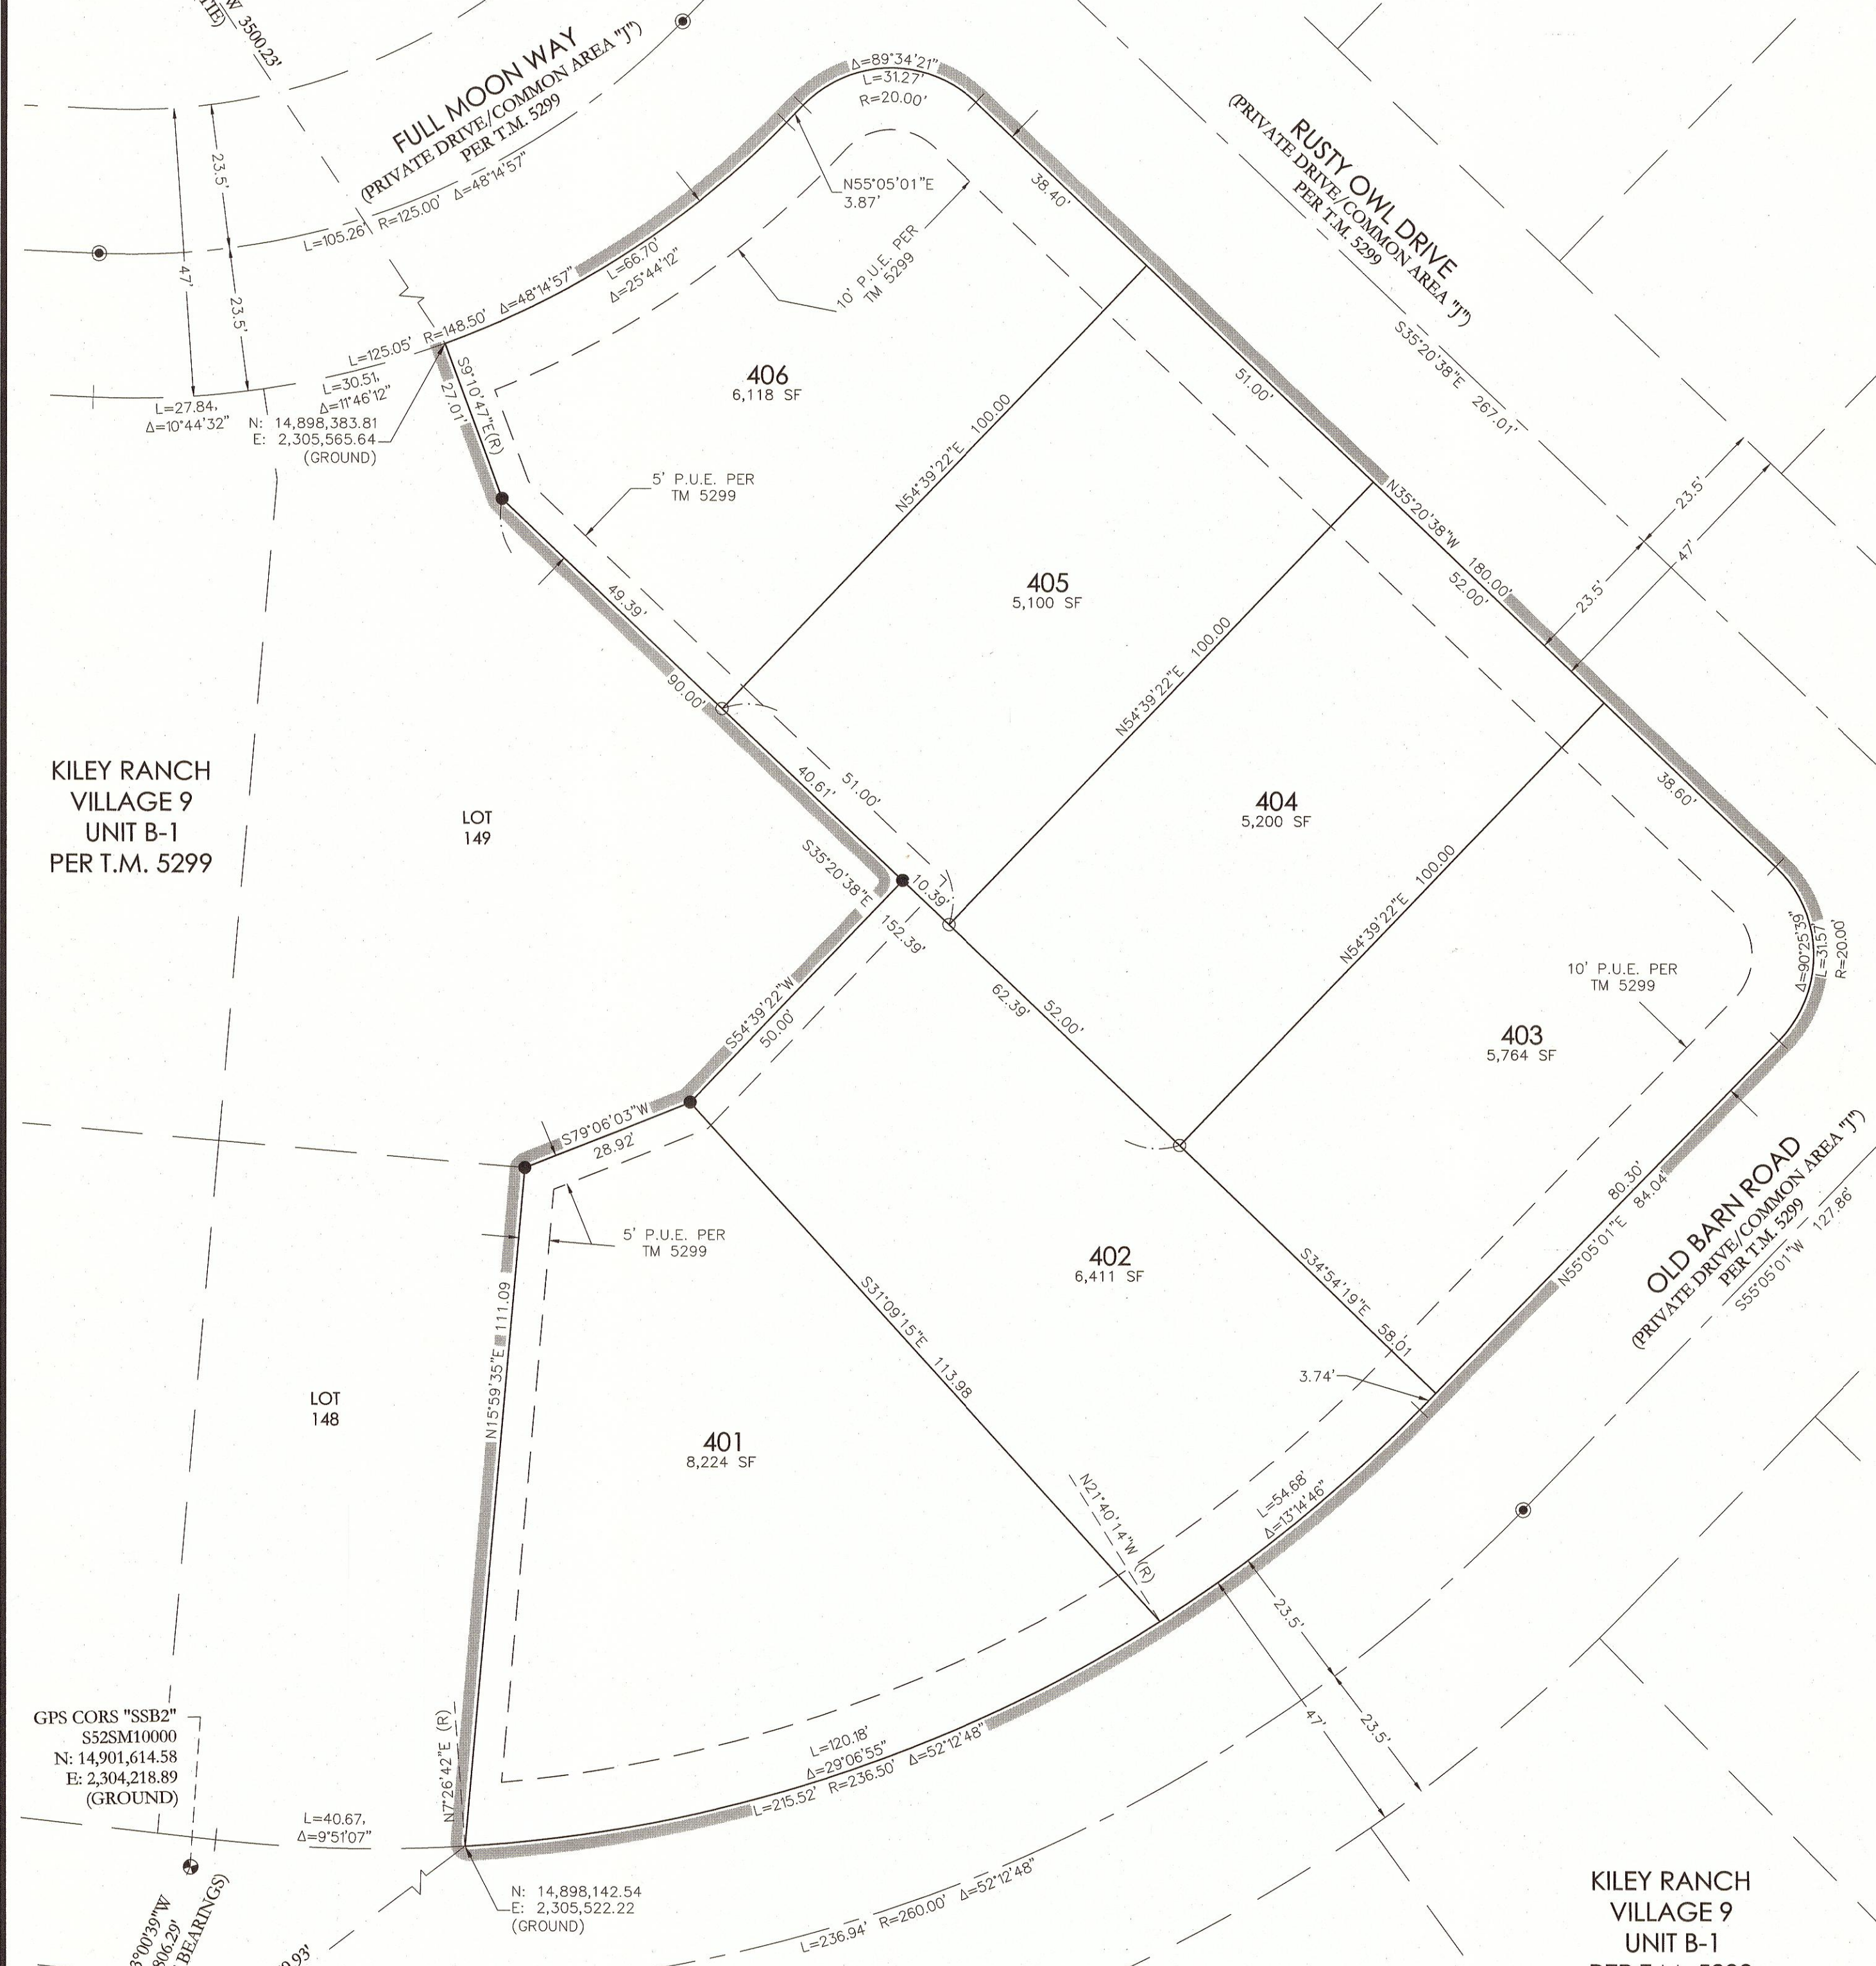 W 3500.23'
TIE)
FULL MOON WAY
(PRIVATE DRIVE/COMMON AREA "J")
PER T.M. 5299
L=105.26' R=125.00' Δ=48°14'57"
23.5'
47'
23.5'
Δ=89°34'21"
L=31.27'
R=20.00'
N55°05'01"E
3.87'
10' P.U.E. PER
TM 5299
L=66.70'
Δ=25°44'12"
L=125.05' R=148.50' Δ=48°14'57"
L=30.51,
Δ=11°46'12"
L=27.84,
Δ=10°44'32"
N: 14,898,383.81
E: 2,305,565.64
(GROUND)
S9°10'47"E(R)
27.01'
RUSTY OWL DRIVE
(PRIVATE DRIVE/COMMON AREA "J")
PER T.M. 5299
S35°20'38"E 267.01'
38.40'
51.00'
N35°20'38"W 180.00'
52.00'
38.60'
23.5'
47'
23.5'
406
6,118 SF
5' P.U.E. PER
TM 5299
N54°39'22"E 100.00
49.39'
90.00'
405
5,100 SF
N54°39'22"E 100.00
40.61'
51.00'
S35°20'38"E
10.39'
152.39'
404
5,200 SF
N54°39'22"E 100.00
62.39'
52.00'
KILEY RANCH
VILLAGE 9
UNIT B-1
PER T.M. 5299
LOT
149
S54°39'22"W
50.00'
S79°06'03"W
28.92'
10' P.U.E. PER
TM 5299
Δ=90°25'39"
L=31.57'
R=20.00'
403
5,764 SF
80.30'
N55°05'01"E 84.04'
OLD BARN ROAD
(PRIVATE DRIVE/COMMON AREA "J")
PER T.M. 5299
S55°05'01"W 127.86'
5' P.U.E. PER
TM 5299
402
6,411 SF
S34°54'19"E 58.01
3.74'
S31°09'15"E 113.98
N15°59'35"E 111.09
LOT
148
401
8,224 SF
N21°40'14"W (R)
L=54.68'
Δ=13°14'46"
23.5'
47'
23.5'
GPS CORS "SSB2"
S52SM10000
N: 14,901,614.58
E: 2,304,218.89
(GROUND)
N7°26'42"E (R)
L=120.18'
Δ=29°06'55"
L=215.52' R=236.50' Δ=52°12'48"
L=40.67,
Δ=9°51'07"
N: 14,898,142.54
E: 2,305,522.22
(GROUND)
L=236.94' R=260.00' Δ=52°12'48"
3°00'39"W
806.29'
BEARINGS)
9.93'
KILEY RANCH
VILLAGE 9
UNIT B-1